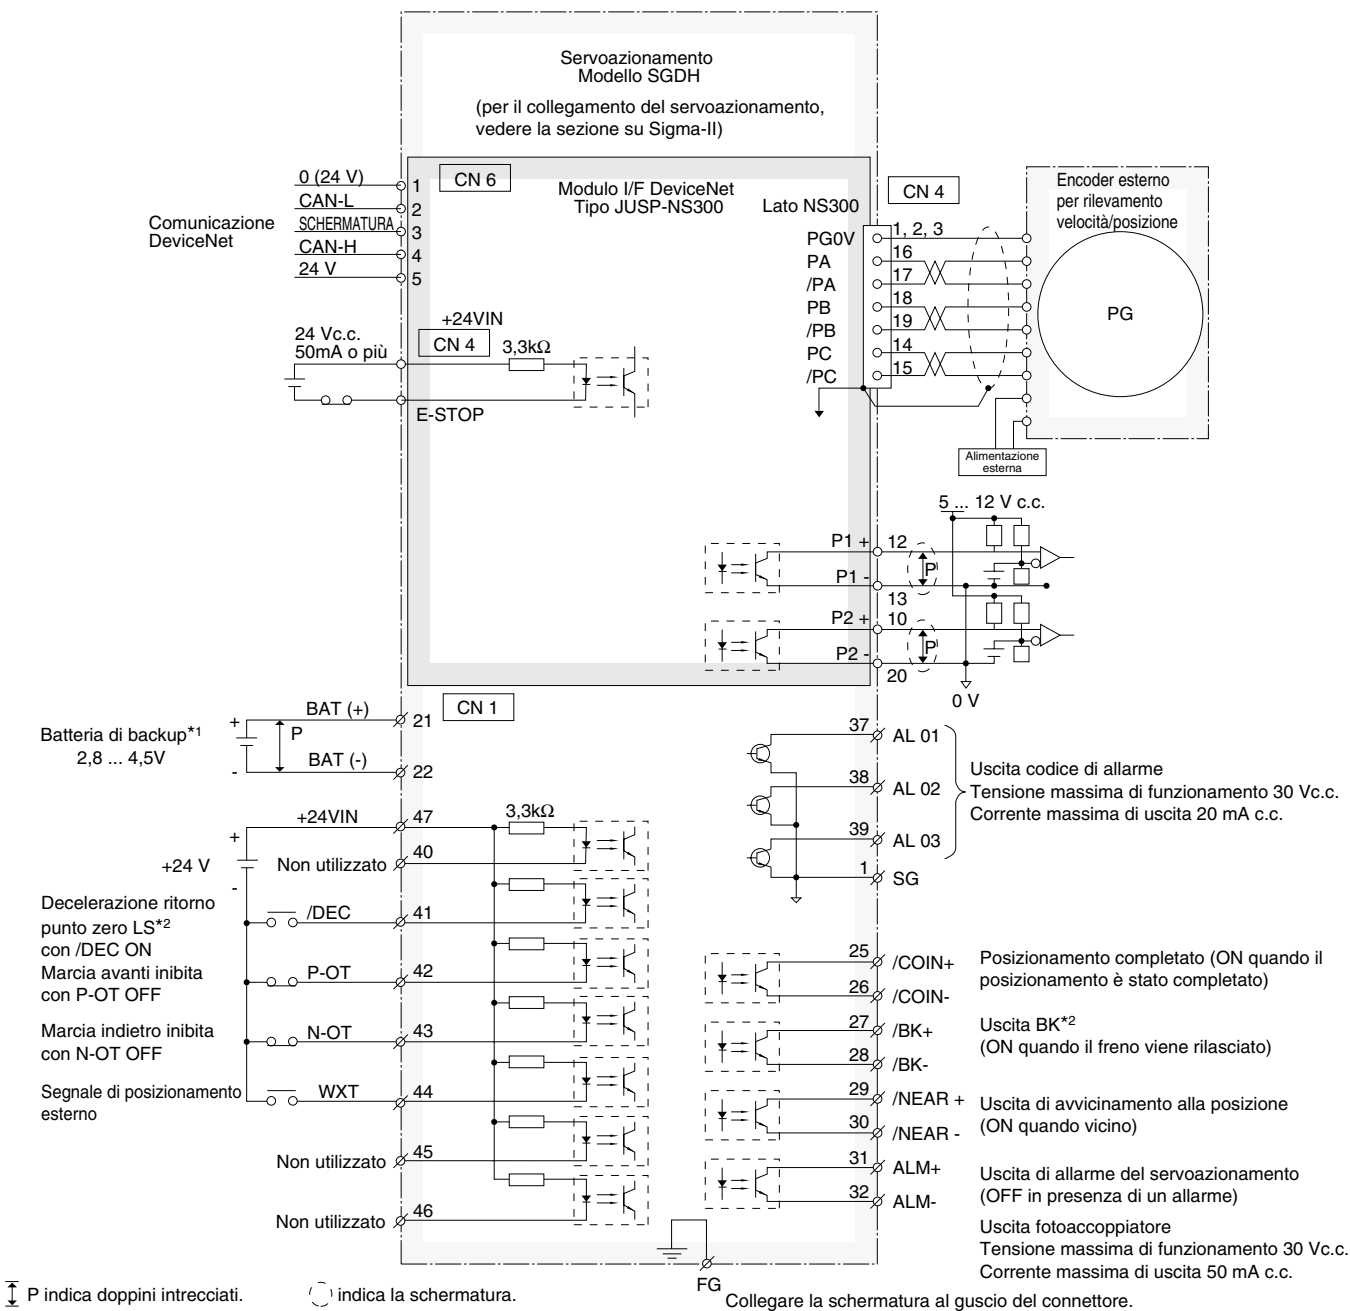 Servoazionamento
Modello SGDH
(per il collegamento del servoazionamento,
vedere la sezione su Sigma-II)
CN 6
Modulo I/F DeviceNet
Tipo JUSP-NS300
Lato NS300
CN 4
Encoder esterno
per rilevamento
velocità/posizione
PG
Comunicazione
DeviceNet
0 (24 V) 1
CAN-L 2
SCHERMATURA 3
CAN-H 4
24 V 5
PG0V 1, 2, 3
PA 16
/PA 17
PB 18
/PB 19
PC 14
/PC 15
Alimentazione
esterna
+24VIN
24 Vc.c.
50mA o più
CN 4
3,3kΩ
E-STOP
5 ... 12 V c.c.
P1 + 12
P
P1 -
13
P2 + 10
P
P2 -
20
0 V
CN 1
Batteria di backup*1
2,8 ... 4,5V
+
-
BAT (+) 21
P
BAT (-) 22
37 AL 01
38 AL 02
39 AL 03
1 SG
Uscita codice di allarme
Tensione massima di funzionamento 30 Vc.c.
Corrente massima di uscita 20 mA c.c.
+24VIN 47
3,3kΩ
+
+24 V
-
Non utilizzato 40
Decelerazione ritorno
punto zero LS*2
con /DEC ON
/DEC 41
Marcia avanti inibita
con P-OT OFF
P-OT 42
Marcia indietro inibita
con N-OT OFF
N-OT 43
Segnale di posizionamento
esterno
WXT 44
Non utilizzato 45
Non utilizzato 46
25 /COIN+
26 /COIN-
Posizionamento completato (ON quando il
posizionamento è stato completato)
27 /BK+
28 /BK-
Uscita BK*2
(ON quando il freno viene rilasciato)
29 /NEAR +
30 /NEAR -
Uscita di avvicinamento alla posizione
(ON quando vicino)
31 ALM+
32 ALM-
Uscita di allarme del servoazionamento
(OFF in presenza di un allarme)
Uscita fotoaccoppiatore
Tensione massima di funzionamento 30 Vc.c.
Corrente massima di uscita 50 mA c.c.
FG
P indica doppini intrecciati.
indica la schermatura.
Collegare la schermatura al guscio del connettore.